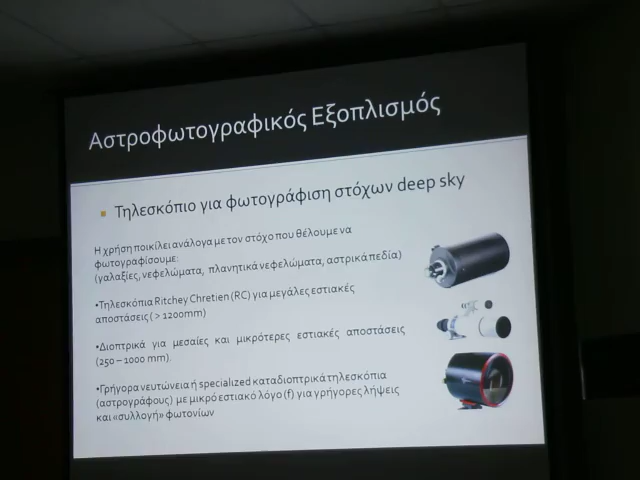 Αστροφωτογραφικός Εξοπλισμός
Τηλεσκόπιο για φωτογράφιση στόχων deep sky
Η χρήση ποικίλει ανάλογα με τον στόχο που θέλουμε να
φωτογραφίσουμε:
(γαλαξίες, νεφελώματα, πλανητικά νεφελώματα, αστρικά πεδία)
•Τηλεσκόπια Ritchey Chretien (RC) για μεγάλες εστιακές
αποστάσεις ( > 1200mm)
•Διοπτρικά για μεσαίες και μικρότερες εστιακές αποστάσεις
(250 – 1000 mm).
•Γρήγορα νευτώνεια ή specialized καταδιοπτρικά τηλεσκόπια
(αστρογράφους) με μικρό εστιακό λόγο (f) για γρήγορες λήψεις
και «συλλογή» φωτονίων